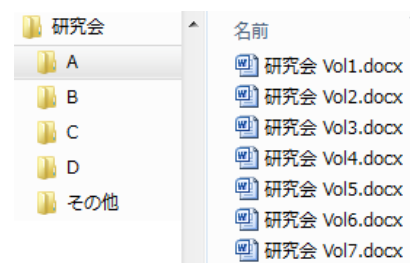 研究会
A
B
C
D
その他
名前
研究会 Vol1.docx
研究会 Vol2.docx
研究会 Vol3.docx
研究会 Vol4.docx
研究会 Vol5.docx
研究会 Vol6.docx
研究会 Vol7.docx